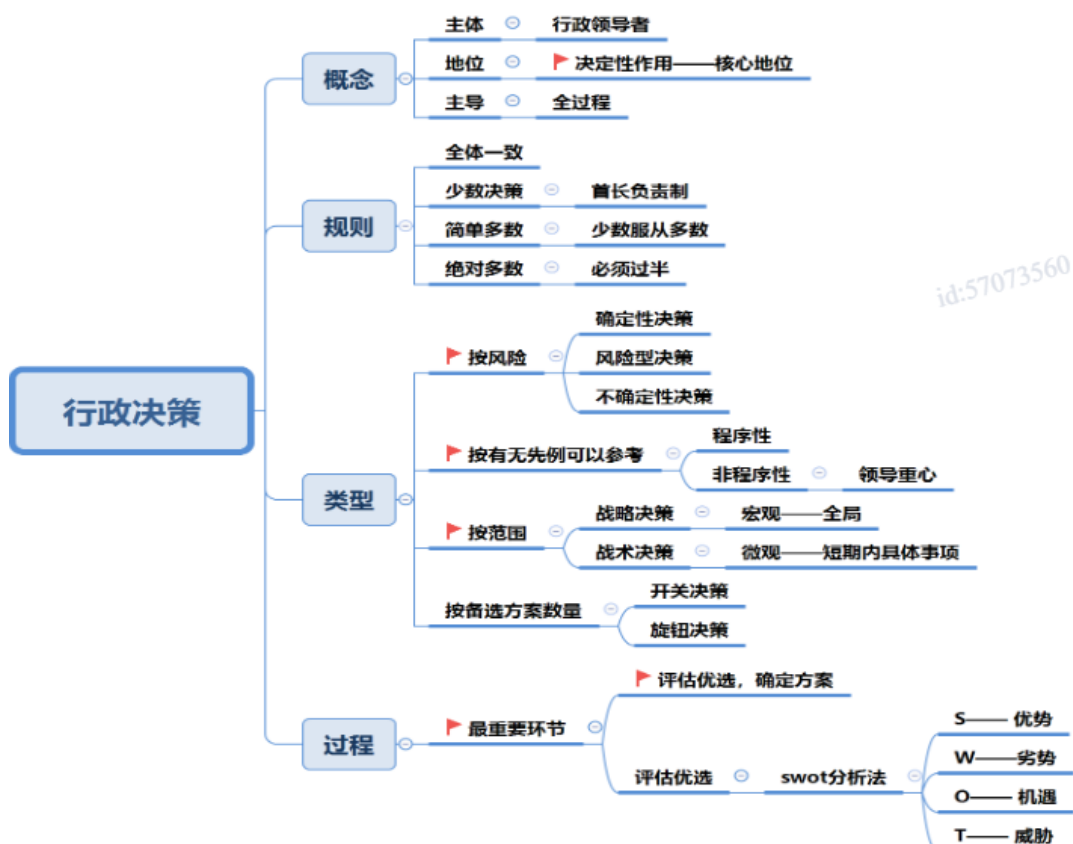 行政决策
概念
主体
行政领导者
地位
决定性作用——核心地位
主导
全过程
规则
全体一致
少数决策
首长负责制
简单多数
少数服从多数
绝对多数
必须过半
类型
按风险
确定性决策
风险型决策
不确定性决策
按有无先例可以参考
程序性
非程序性
领导重心
按范围
战略决策
宏观——全局
战术决策
微观——短期内具体事项
按备选方案数量
开关决策
旋钮决策
过程
最重要环节
评估优选，确定方案
评估优选
swot分析法
S—— 优势
W——劣势
O—— 机遇
T—— 威胁
id:57073560